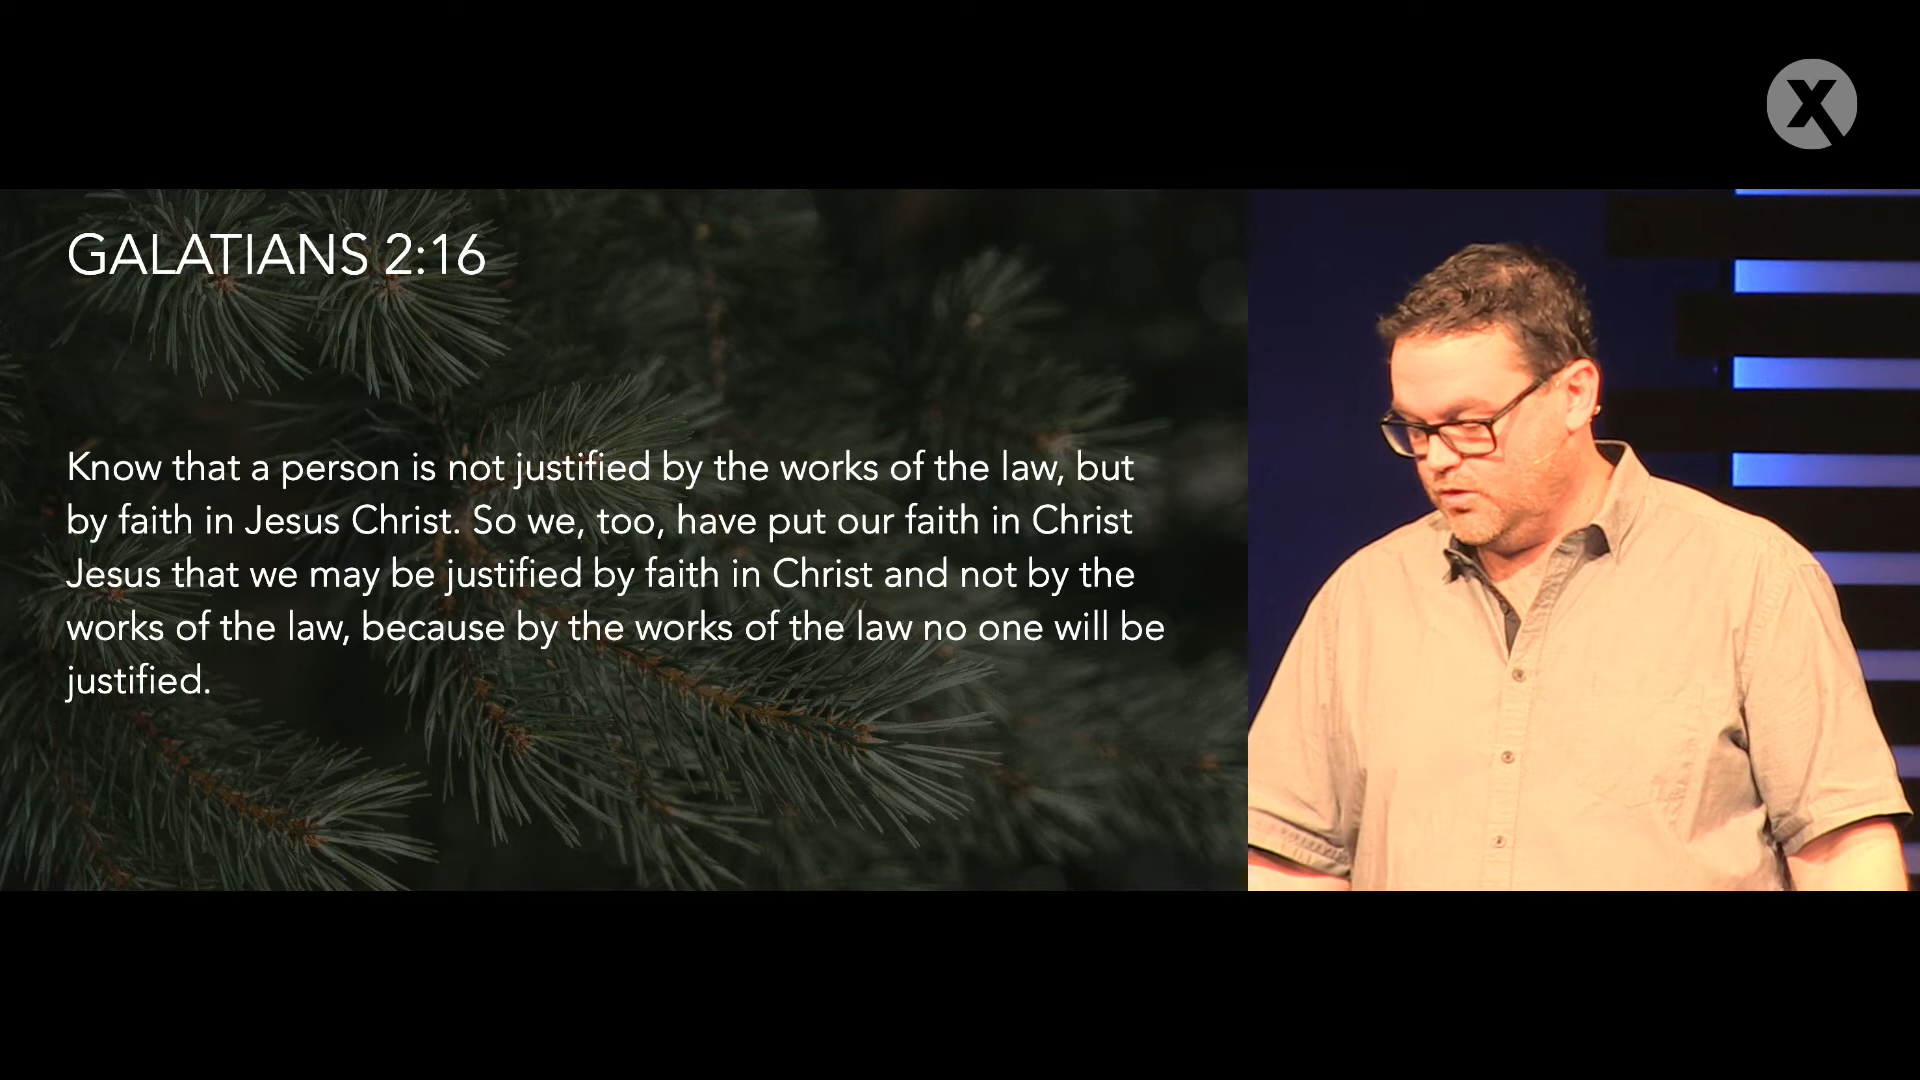 X
GALATIANS 2:16
Know that a person is not justified by the works of the law, but
by faith in Jesus Christ. So we, too, have put our faith in Christ
Jesus that we may be justified by faith in Christ and not by the
works of the law, because by the works of the law no one will be
justified.